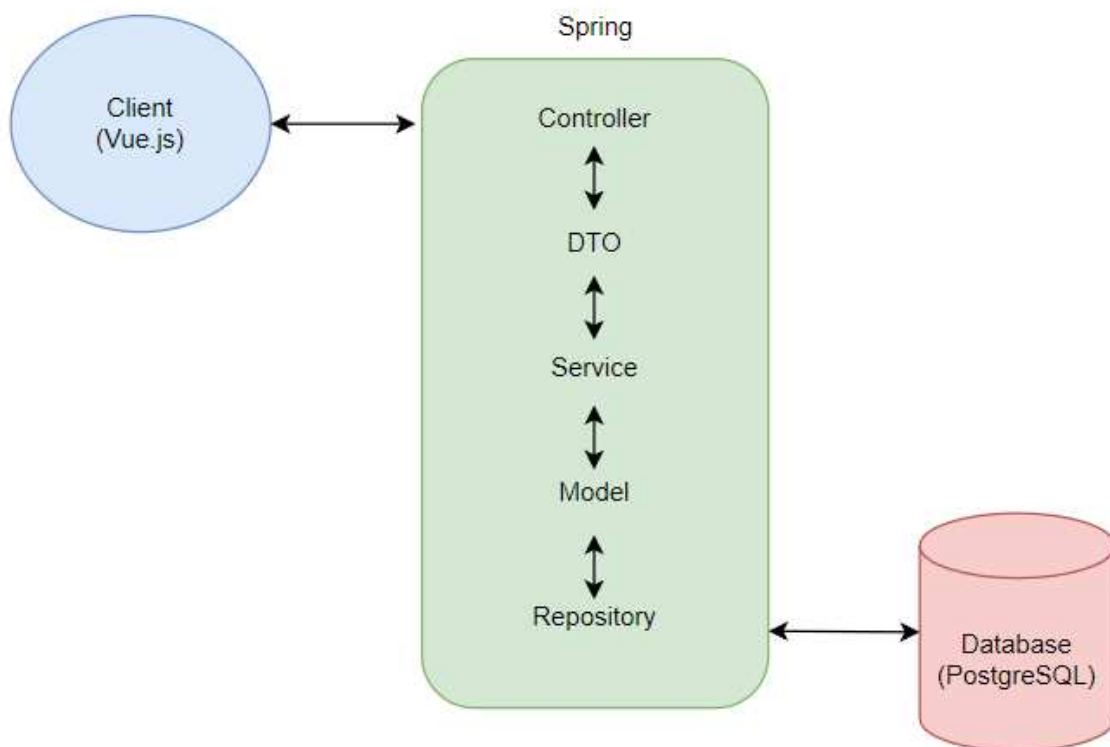 Spring
Client
(Vue.js)
Controller
DTO
Service
Model
Repository
Database
(PostgreSQL)